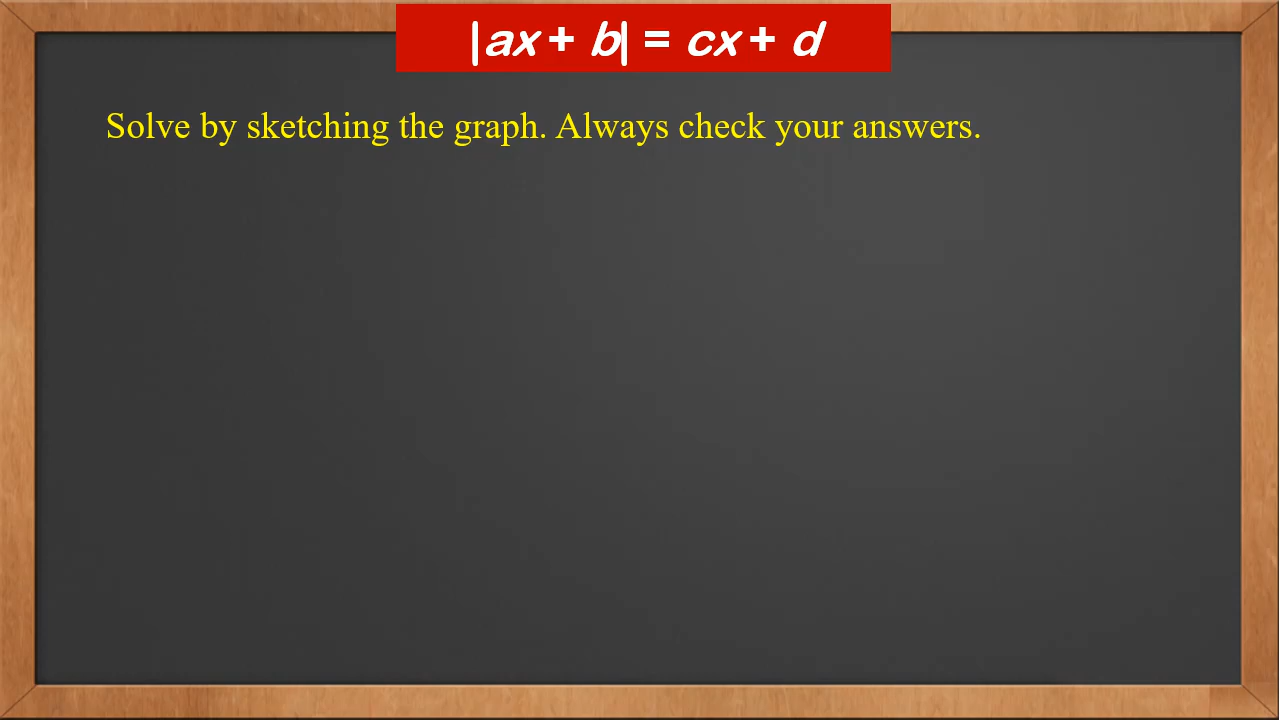 |ax + b| = cx + d
Solve by sketching the graph. Always check your answers.